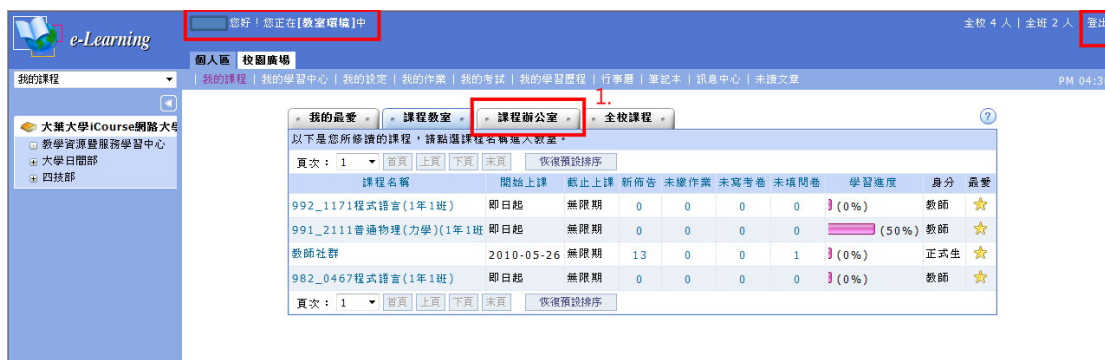 您好！您正在[教室環境]中
全校 4 人 | 全班 2 人 | 登出
e-Learning
個人區 校園廣場
我的課程
| 我的課程 | 我的學習中心 | 我的設定 | 我的作業 | 我的考試 | 我的學習歷程 | 行事曆 | 筆記本 | 訊息中心 | 未讀文章
PM 04:3
1.
我的最愛 課程教室 課程辦公室 全校課程 ?
大葉大學iCourse網路大學
教學資源暨服務學習中心
大學日間部
四技部
以下是您所修讀的課程，請點選課程名稱進入教室。
頁次： 1 首頁 上頁 下頁 末頁 恢復預設排序
課程名稱 開始上課 截止上課 新佈告 未繳作業 未寫考卷 未填問卷 學習進度 身分 最愛
992_1171程式語言(1年1班) 即日起 無限期 0 0 0 0 (0%) 教師
991_2111普通物理(力學)(1年1班 即日起 無限期 0 0 0 0 (50%) 教師
教師社群 2010-05-26 無限期 13 0 0 1 (0%) 正式生
982_0467程式語言(1年1班) 即日起 無限期 0 0 0 0 (0%) 教師
頁次： 1 首頁 上頁 下頁 末頁 恢復預設排序